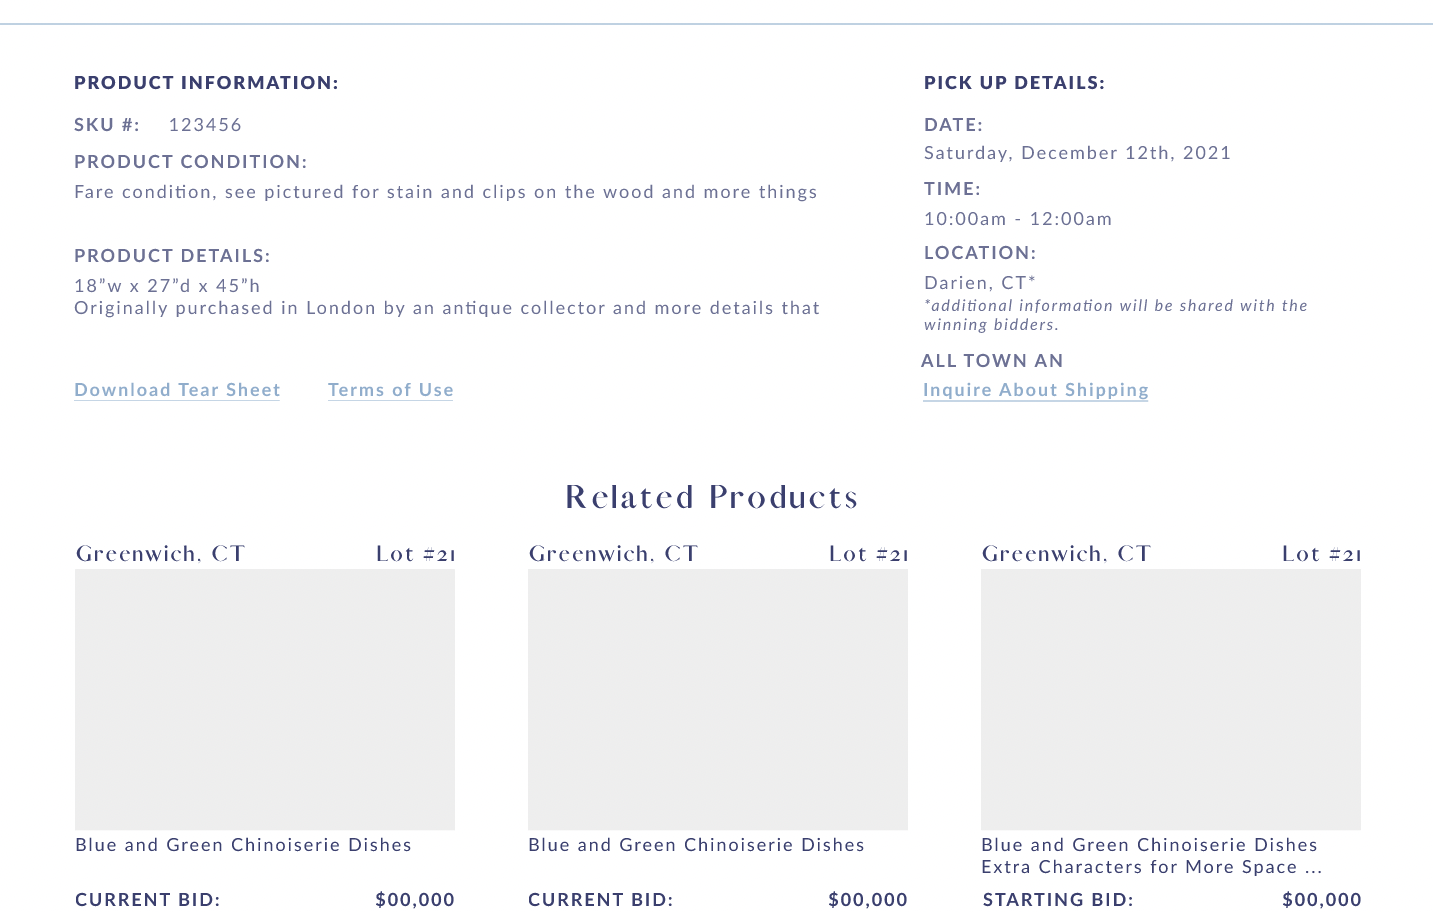 PRODUCT INFORMATION:
SKU #: 123456
PRODUCT CONDITION:
Fare condition, see pictured for stain and clips on the wood and more things
PRODUCT DETAILS:
18”w x 27”d x 45”h
Originally purchased in London by an antique collector and more details that
Download Tear Sheet Terms of Use
PICK UP DETAILS:
DATE:
Saturday, December 12th, 2021
TIME:
10:00am - 12:00am
LOCATION:
Darien, CT*
*additional information will be shared with the
winning bidders.
ALL TOWN AN
Inquire About Shipping
Related Products
Greenwich, CT Lot #21
Blue and Green Chinoiserie Dishes
CURRENT BID: $00,000
Greenwich, CT Lot #21
Blue and Green Chinoiserie Dishes
CURRENT BID: $00,000
Greenwich, CT Lot #21
Blue and Green Chinoiserie Dishes
Extra Characters for More Space ...
STARTING BID: $00,000